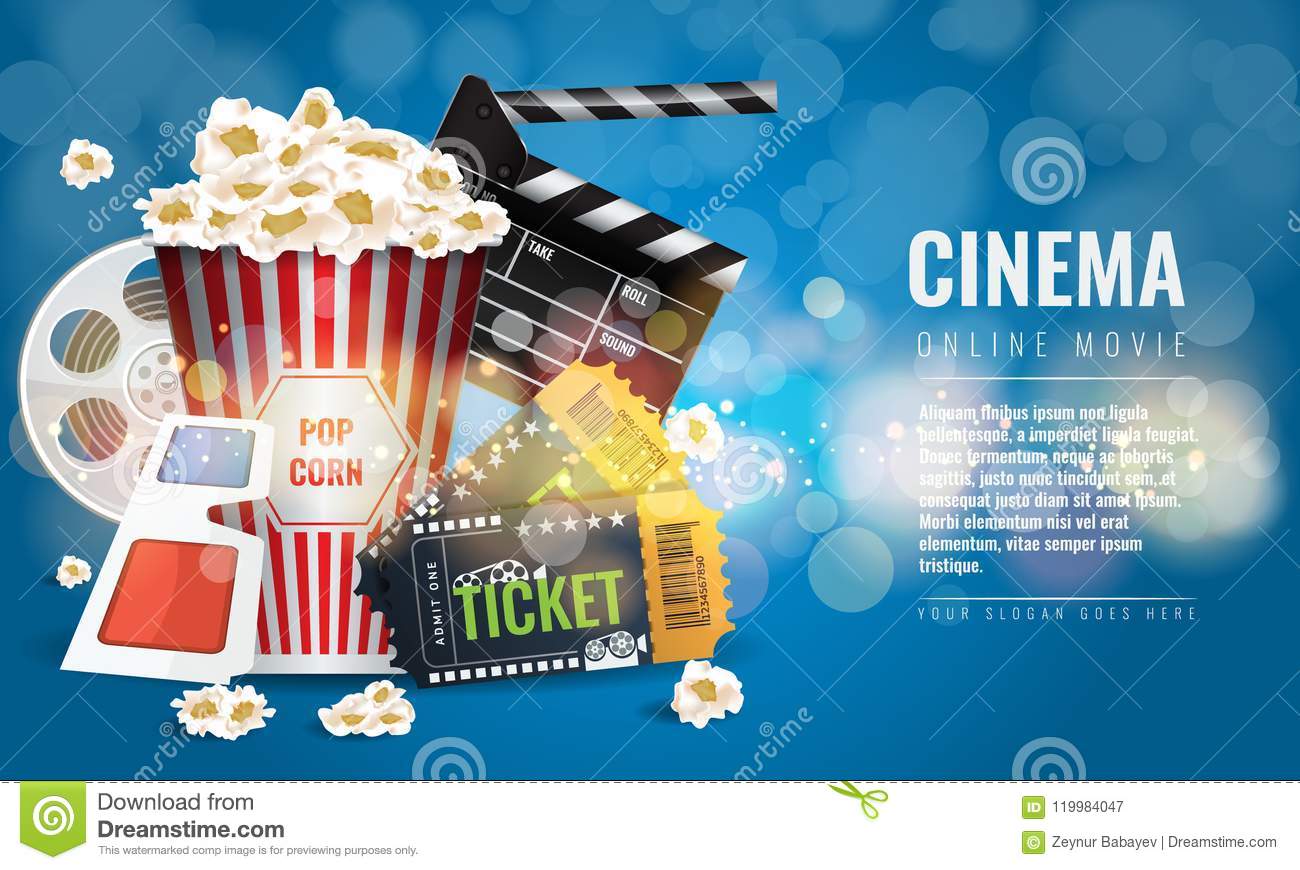 NO
TAKE
ROLL
SOUND
POP
CORN
1234567890
ADMIT ONE
TICKET
1234567890
CINEMA
ONLINE MOVIE
Aliquam finibus ipsum non ligula
pellentesque, a imperdiet ligula feugiat.
Donec fermentum, neque ac lobortis
sagittis, justo nunc interdum sem, et
consequat justo diam sit amet ipsum.
Morbi elementum nisi vel erat
elementum, vitae semper ipsum
tristique.
YOUR SLOGAN GOES HERE
dreamstime
Download from
Dreamstime.com
This watermarked comp image is for previewing purposes only.
ID 119984047
© Zeynur Babayev | Dreamstime.com